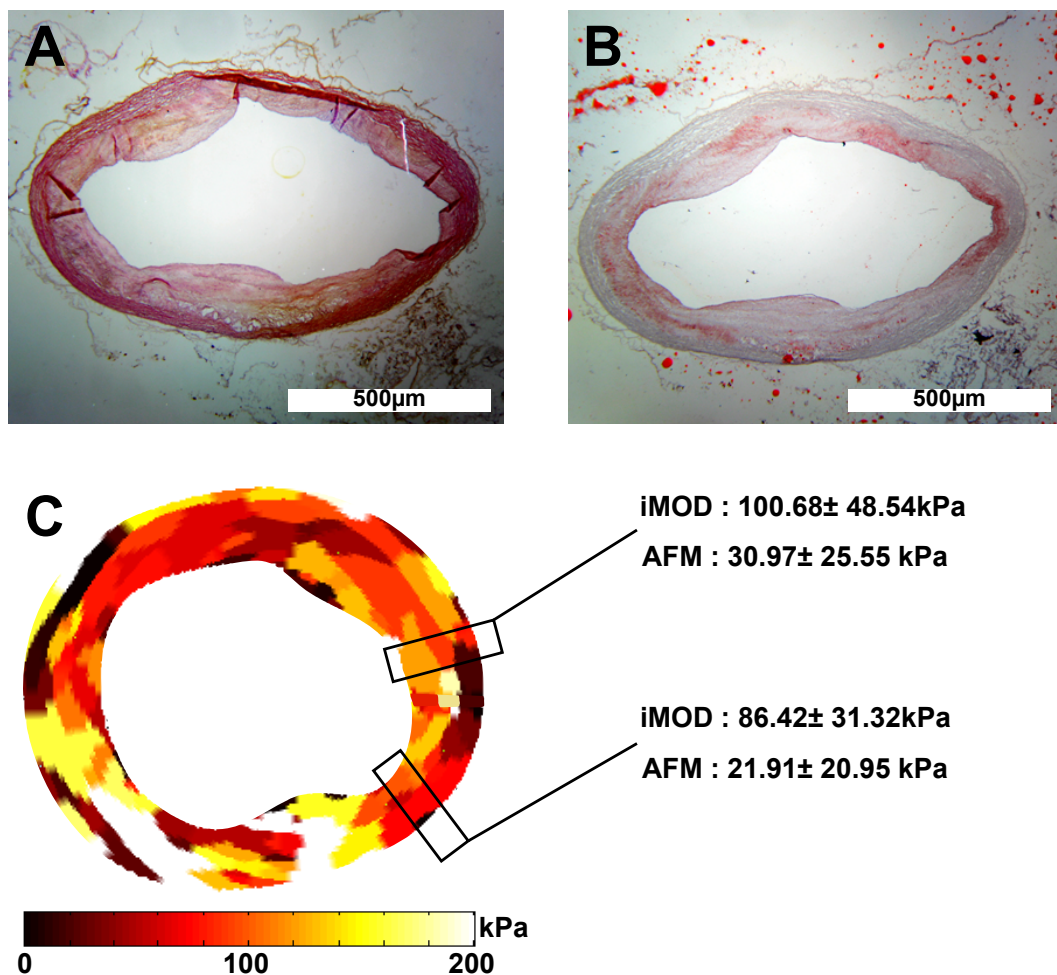 A
B
500µm
500µm
C
iMOD : 100.68± 48.54kPa
AFM : 30.97± 25.55 kPa
iMOD : 86.42± 31.32kPa
AFM : 21.91± 20.95 kPa
kPa
0
100
200